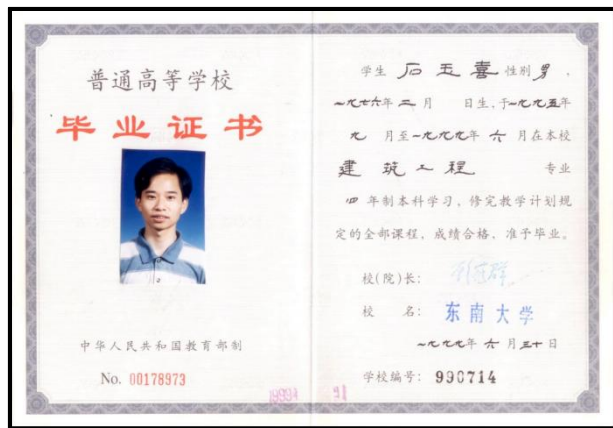 普通高等学校
毕业证书
中华人民共和国教育部制
No. 00178973
学生 石玉喜 性别 男，
一九七六年二月 日生，于一九九五年
九 月至一九九九年 六 月在本校
建筑工程 专业
四 年制本科学习，修完教学计划规
定的全部课程，成绩合格，准予毕业。
校(院)长：
校 名：东南大学
一九九九年 六 月三十日
学校编号：990714